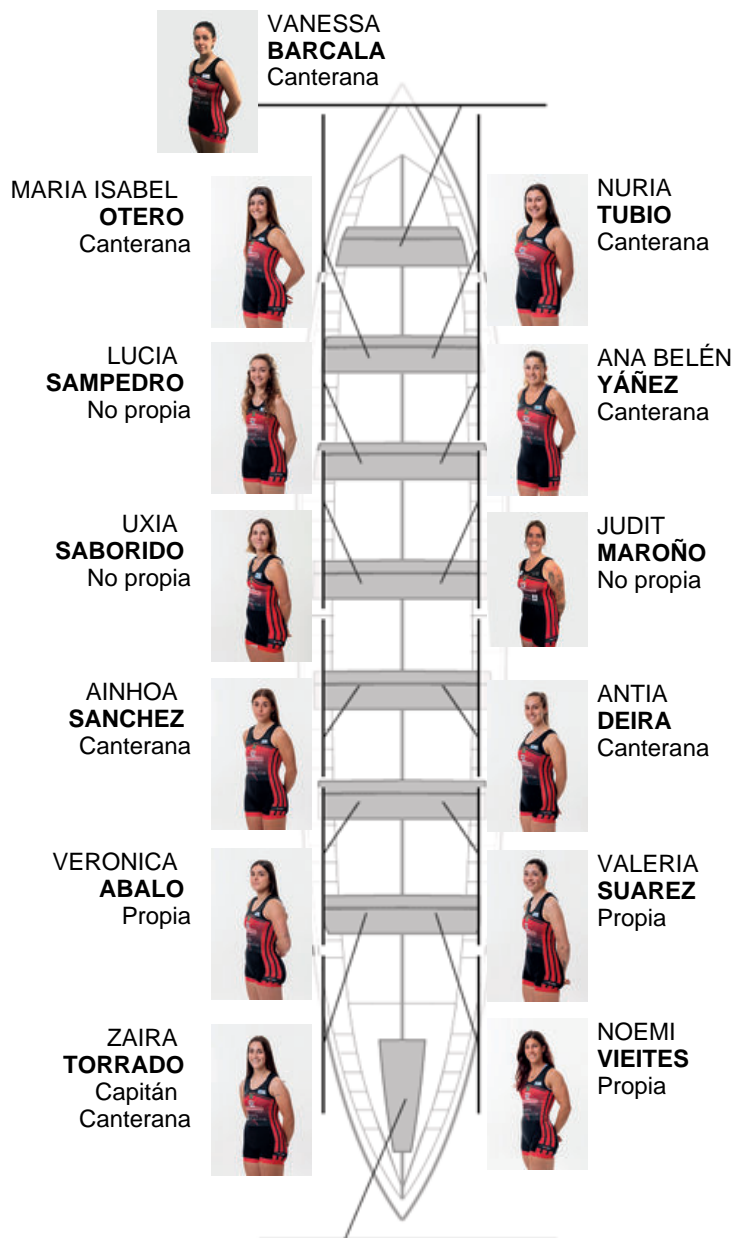 VANESSA
BARCALA
Canterana
MARIA ISABEL
OTERO
Canterana
NURIA
TUBIO
Canterana
LUCIA
SAMPEDRO
No propia
ANA BELÉN
YÁÑEZ
Canterana
UXIA
SABORIDO
No propia
JUDIT
MAROÑO
No propia
AINHOA
SANCHEZ
Canterana
ANTIA
DEIRA
Canterana
VERONICA
ABALO
Propia
VALERIA
SUAREZ
Propia
ZAIRA
TORRADO
Capitán
Canterana
NOEMI
VIEITES
Propia